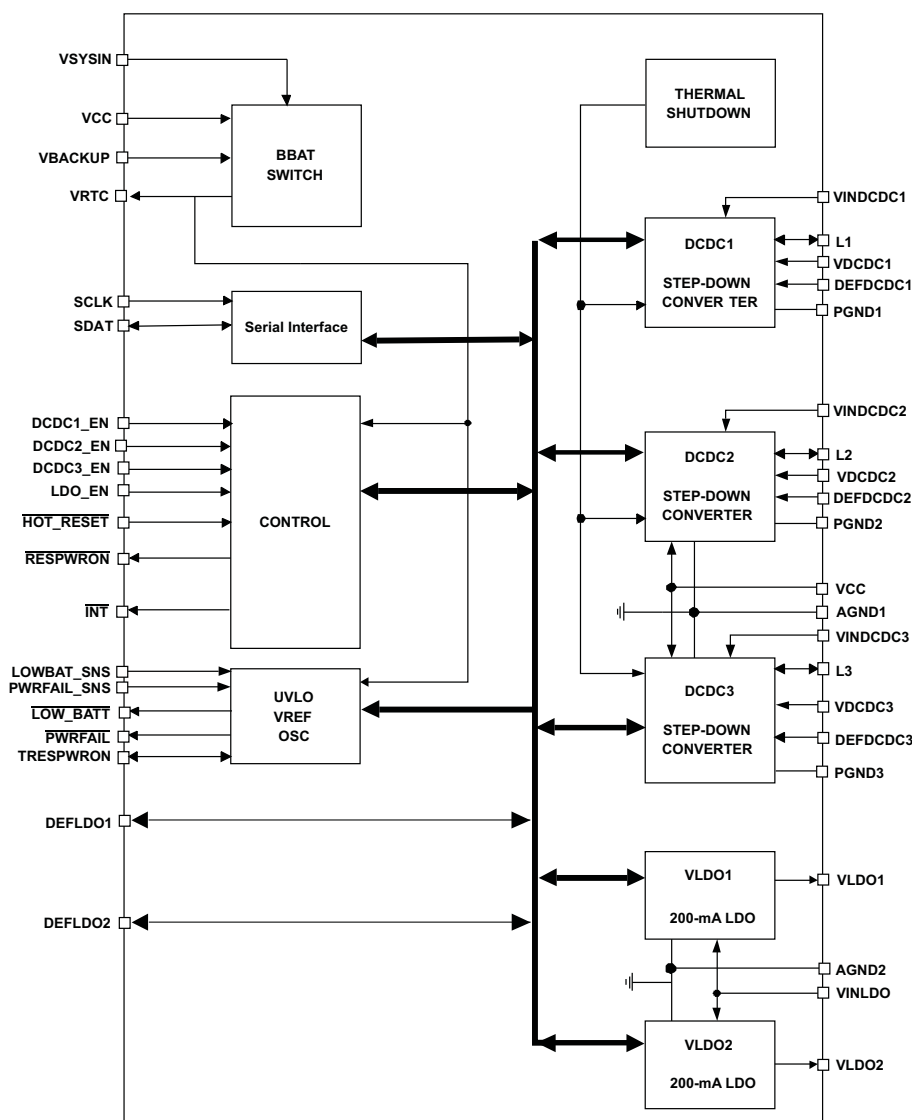 VSYSIN
VCC
VBACKUP
VRTC
BBAT
SWITCH
THERMAL
SHUTDOWN
SCLK
SDAT
Serial Interface
DCDC1
STEP-DOWN
CONVER TER
VINDCDC1
L1
VDCDC1
DEFDCDC1
PGND1
DCDC1_EN
DCDC2_EN
DCDC3_EN
LDO_EN
HOT_RESET
RESPWRON
INT
CONTROL
DCDC2
STEP-DOWN
CONVERTER
VINDCDC2
L2
VDCDC2
DEFDCDC2
PGND2
VCC
AGND1
VINDCDC3
LOWBAT_SNS
PWRFAIL_SNS
LOW_BATT
PWRFAIL
TRESPWRON
UVLO
VREF
OSC
DCDC3
STEP-DOWN
CONVERTER
L3
VDCDC3
DEFDCDC3
PGND3
DEFLDO1
DEFLDO2
VLDO1
200-mA LDO
VLDO1
AGND2
VINLDO
VLDO2
200-mA LDO
VLDO2